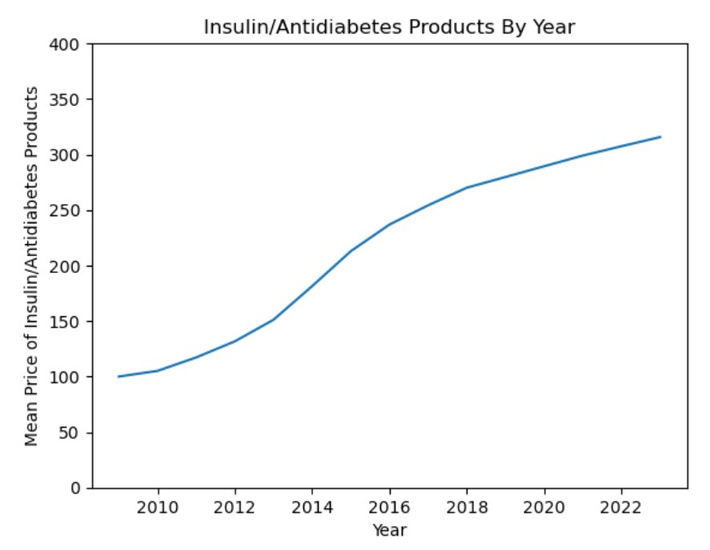 Insulin/Antidiabetes Products By Year
Mean Price of Insulin/Antidiabetes Products
400
350
300
250
200
150
100
50
0
2010 2012 2014 2016 2018 2020 2022
Year